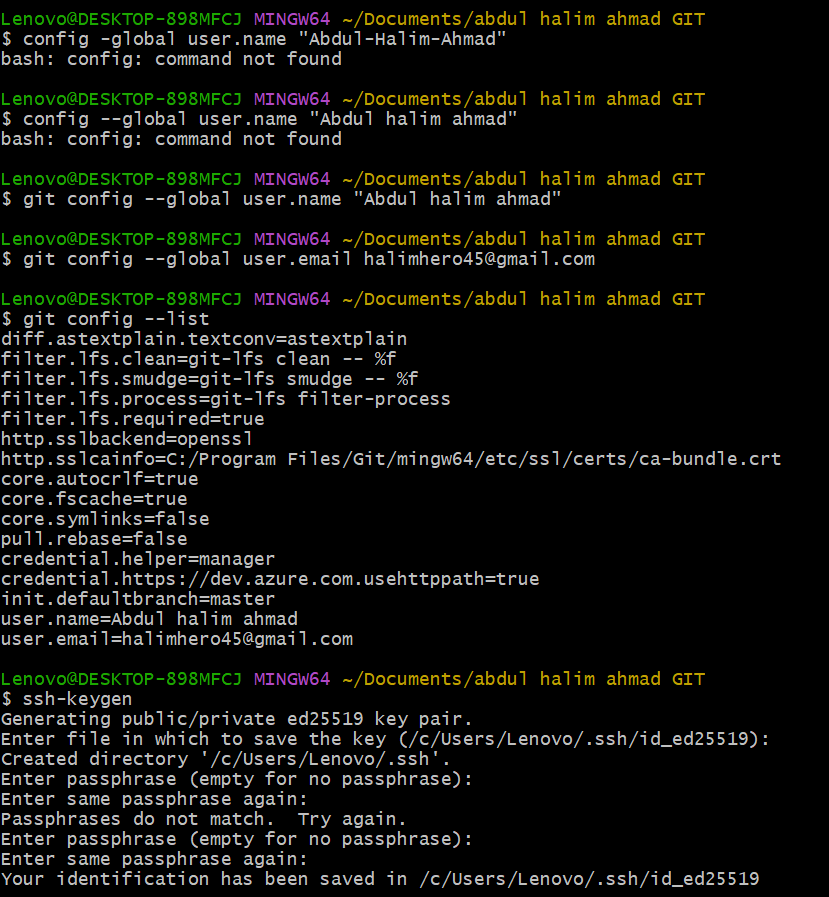 Lenovo@DESKTOP-898MFCJ MINGW64 ~/Documents/abdul halim ahmad GIT
$ config -global user.name "Abdul-Halim-Ahmad"
bash: config: command not found
Lenovo@DESKTOP-898MFCJ MINGW64 ~/Documents/abdul halim ahmad GIT
$ config --global user.name "Abdul halim ahmad"
bash: config: command not found
Lenovo@DESKTOP-898MFCJ MINGW64 ~/Documents/abdul halim ahmad GIT
$ git config --global user.name "Abdul halim ahmad"
Lenovo@DESKTOP-898MFCJ MINGW64 ~/Documents/abdul halim ahmad GIT
$ git config --global user.email halimhero45@gmail.com
Lenovo@DESKTOP-898MFCJ MINGW64 ~/Documents/abdul halim ahmad GIT
$ git config --list
diff.astextplain.textconv=astextplain
filter.lfs.clean=git-lfs clean -- %f
filter.lfs.smudge=git-lfs smudge -- %f
filter.lfs.process=git-lfs filter-process
filter.lfs.required=true
http.sslbackend=openssl
http.sslcainfo=C:/Program Files/Git/mingw64/etc/ssl/certs/ca-bundle.crt
core.autocrlf=true
core.fscache=true
core.symlinks=false
pull.rebase=false
credential.helper=manager
credential.https://dev.azure.com.usehttppath=true
init.defaultbranch=master
user.name=Abdul halim ahmad
user.email=halimhero45@gmail.com
Lenovo@DESKTOP-898MFCJ MINGW64 ~/Documents/abdul halim ahmad GIT
$ ssh-keygen
Generating public/private ed25519 key pair.
Enter file in which to save the key (/c/Users/Lenovo/.ssh/id_ed25519):
Created directory '/c/Users/Lenovo/.ssh'.
Enter passphrase (empty for no passphrase):
Enter same passphrase again:
Passphrases do not match.  Try again.
Enter passphrase (empty for no passphrase):
Enter same passphrase again:
Your identification has been saved in /c/Users/Lenovo/.ssh/id_ed25519